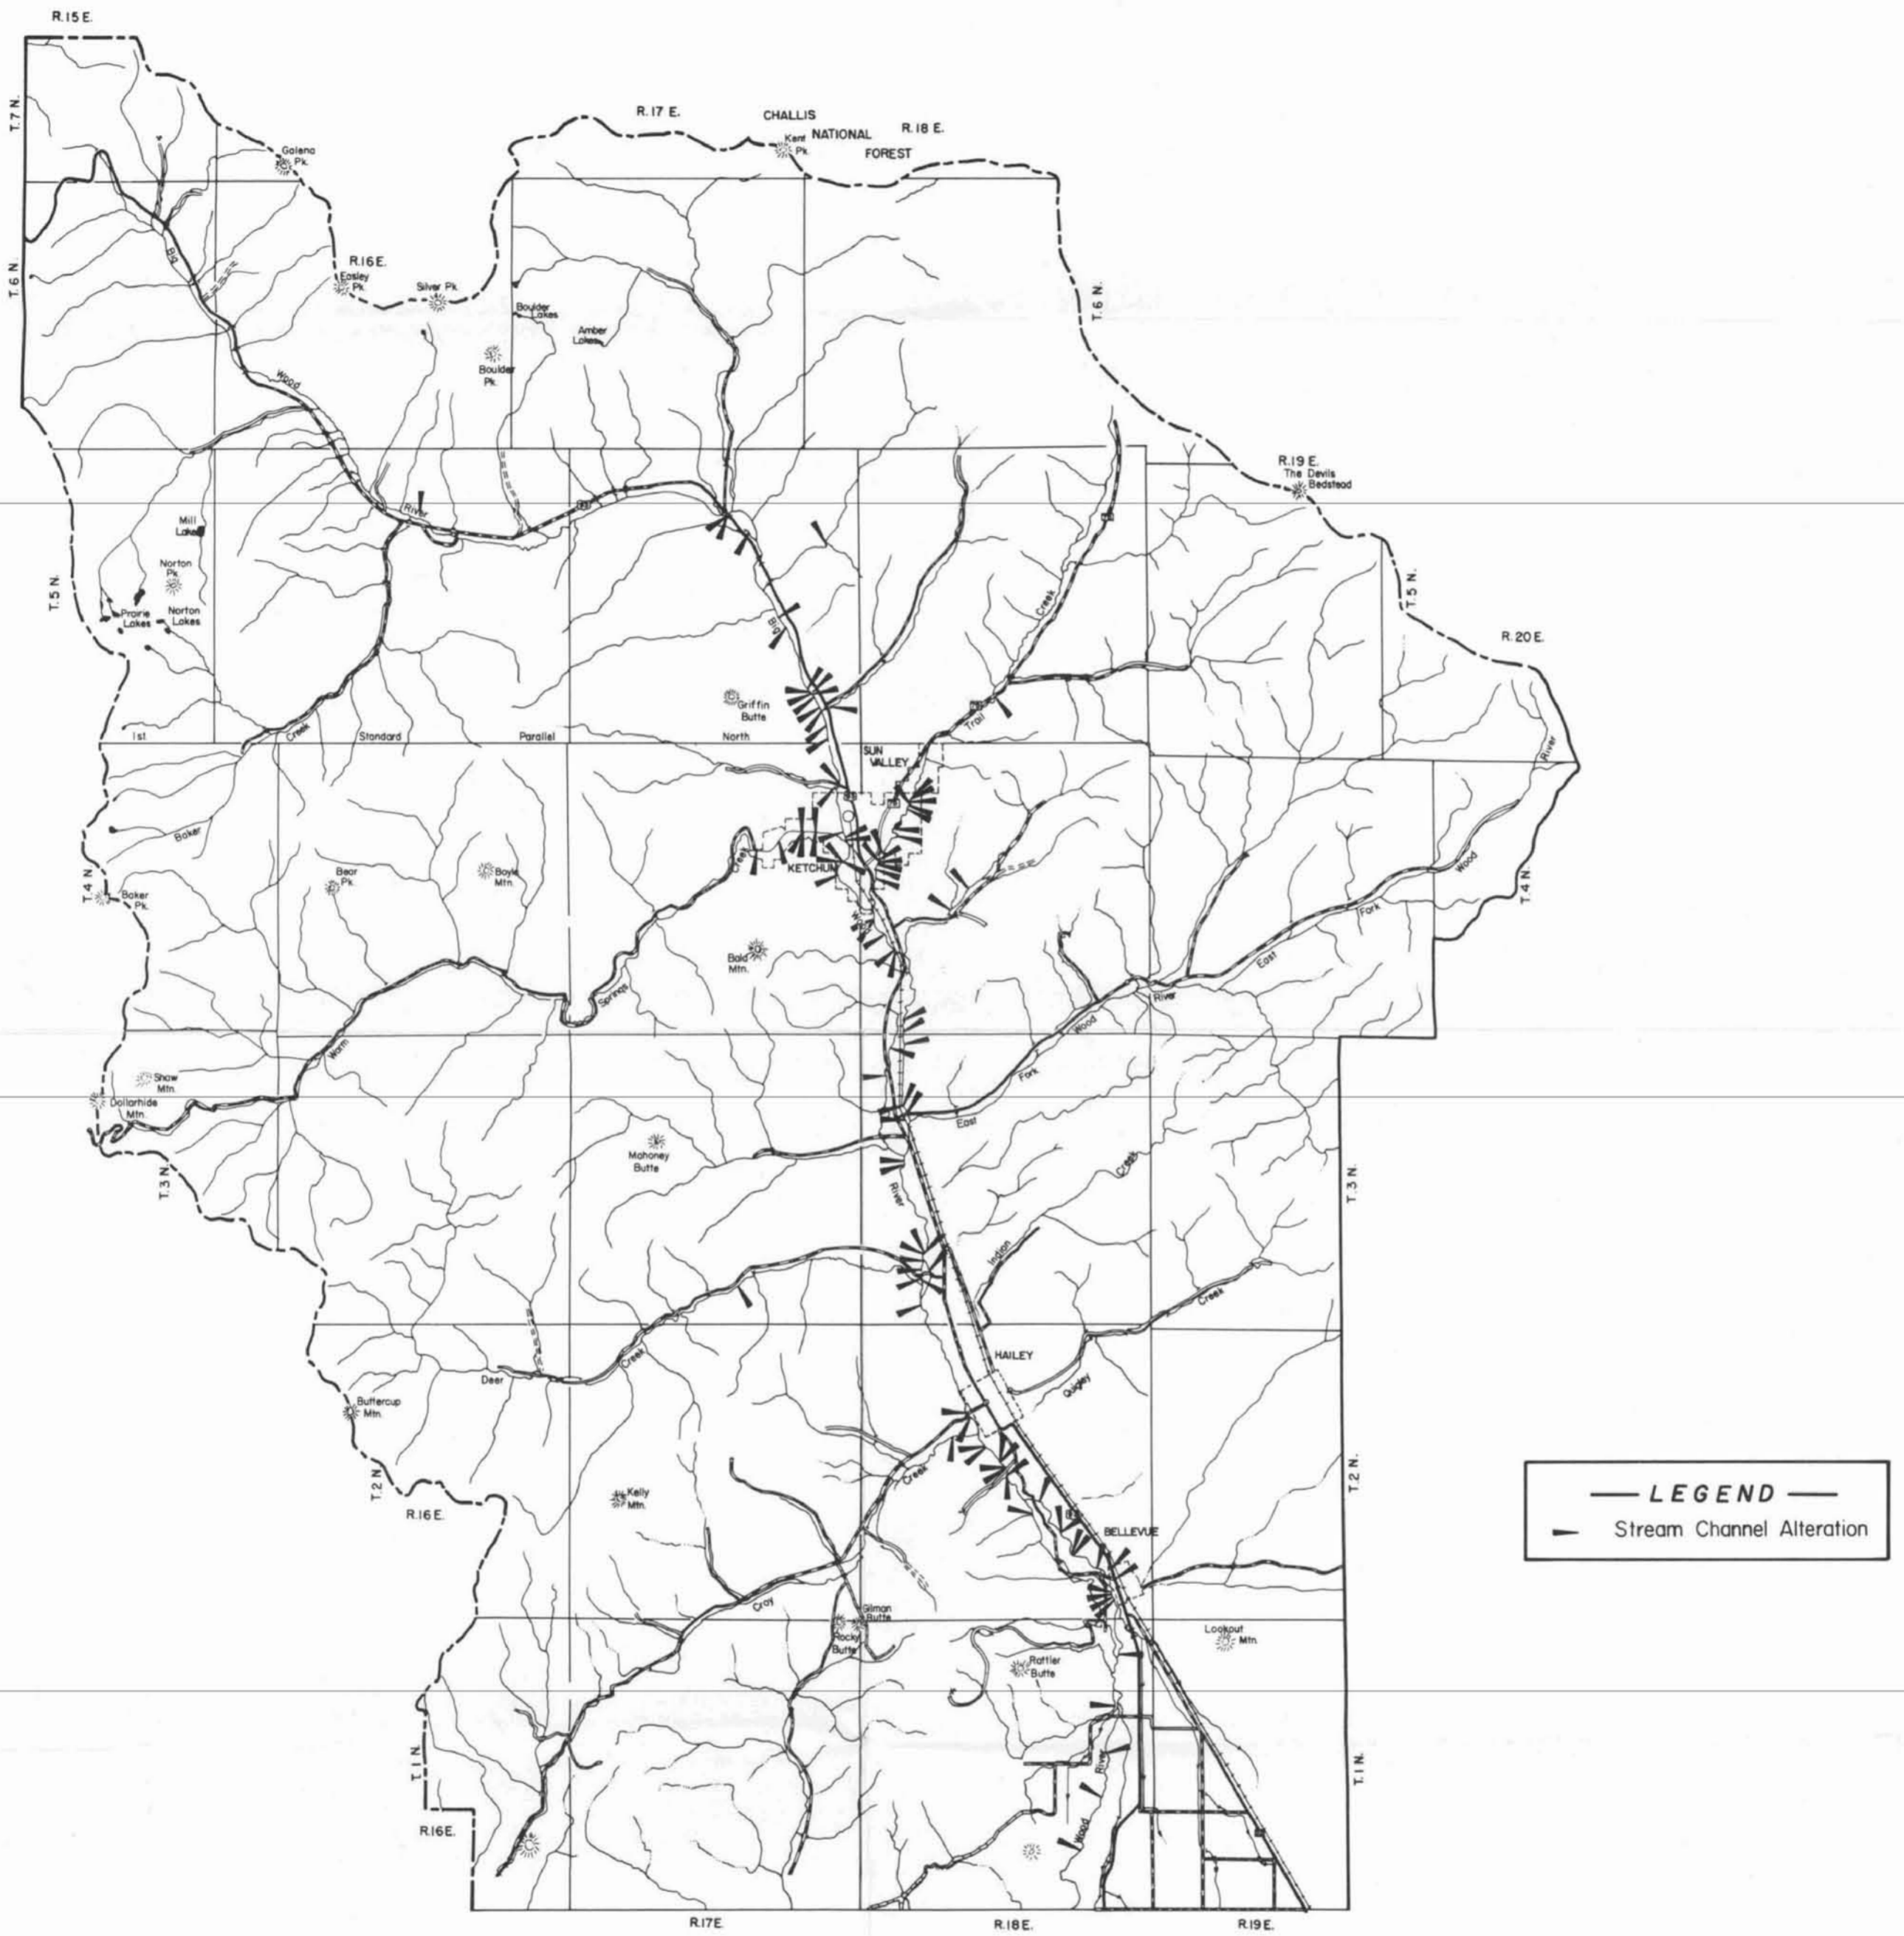 R.15 E.
T.7 N.
R.17 E.
CHALLIS
NATIONAL
FOREST
R.18 E.
Kent
Pk.
Galena
Pk.
T.6 N.
Big
R.16 E.
Easley
Pk.
Silver Pk.
Boulder
Lakes
Amber
Lakes
Boulder
Pk.
T.6 N.
Wood
River
R.19 E.
The Devils
Bedstead
Mill
Lake
Norton
Pk.
Prairie
Lakes
Norton
Lakes
T.5 N.
T.5 N.
Creek
Big
R. 20 E.
Griffin
Butte
Trail
1st.
Creek
Standard
Parallel
North
SUN
VALLEY
River
Baker
T.4 N.
Baker
Pk.
Bear
Pk.
Boyle
Mtn.
Creek
KETCHUM
Wood
Fork
T.4 N.
Bald
Mtn.
East
Springs
River
Wood
Warm
Fork
Shaw
Mtn.
Dollarhide
Mtn.
East
Mahoney
Butte
Creek
T.3 N.
River
T.3 N.
Indian
Creek
HAILEY
Creek
Deer
Quigley
Buttercup
Mtn.
T.2 N.
R.16 E.
Kelly
Mtn.
Creek
T.2 N.
LEGEND
Stream Channel Alteration
BELLEVUE
Croy
Gilman
Butte
Rocky
Butte
Lookout
Mtn.
Rattler
Butte
T.1 N.
River
T.1 N.
R.16 E.
Wood
R.17E.
R.18 E.
R.19 E.